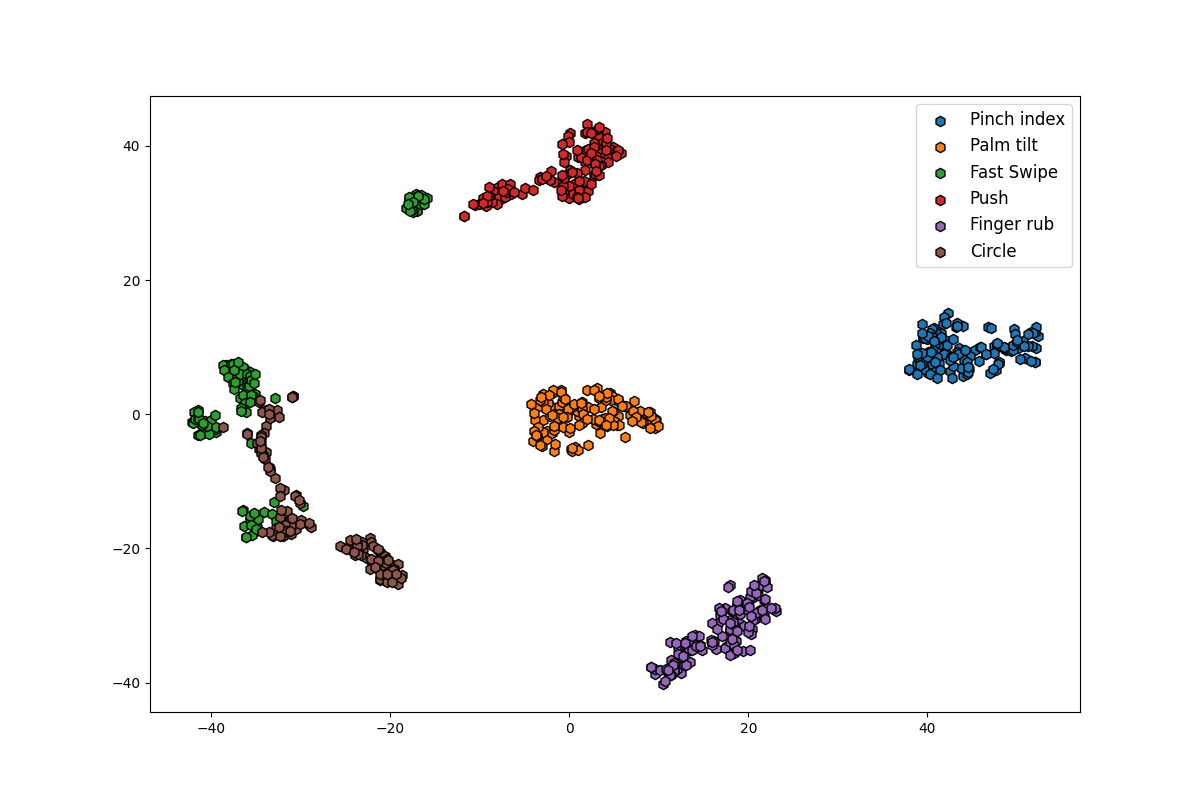 Pinch index
Palm tilt
Fast Swipe
Push
Finger rub
Circle
40
20
0
−20
−40
−40 −20 0 20 40